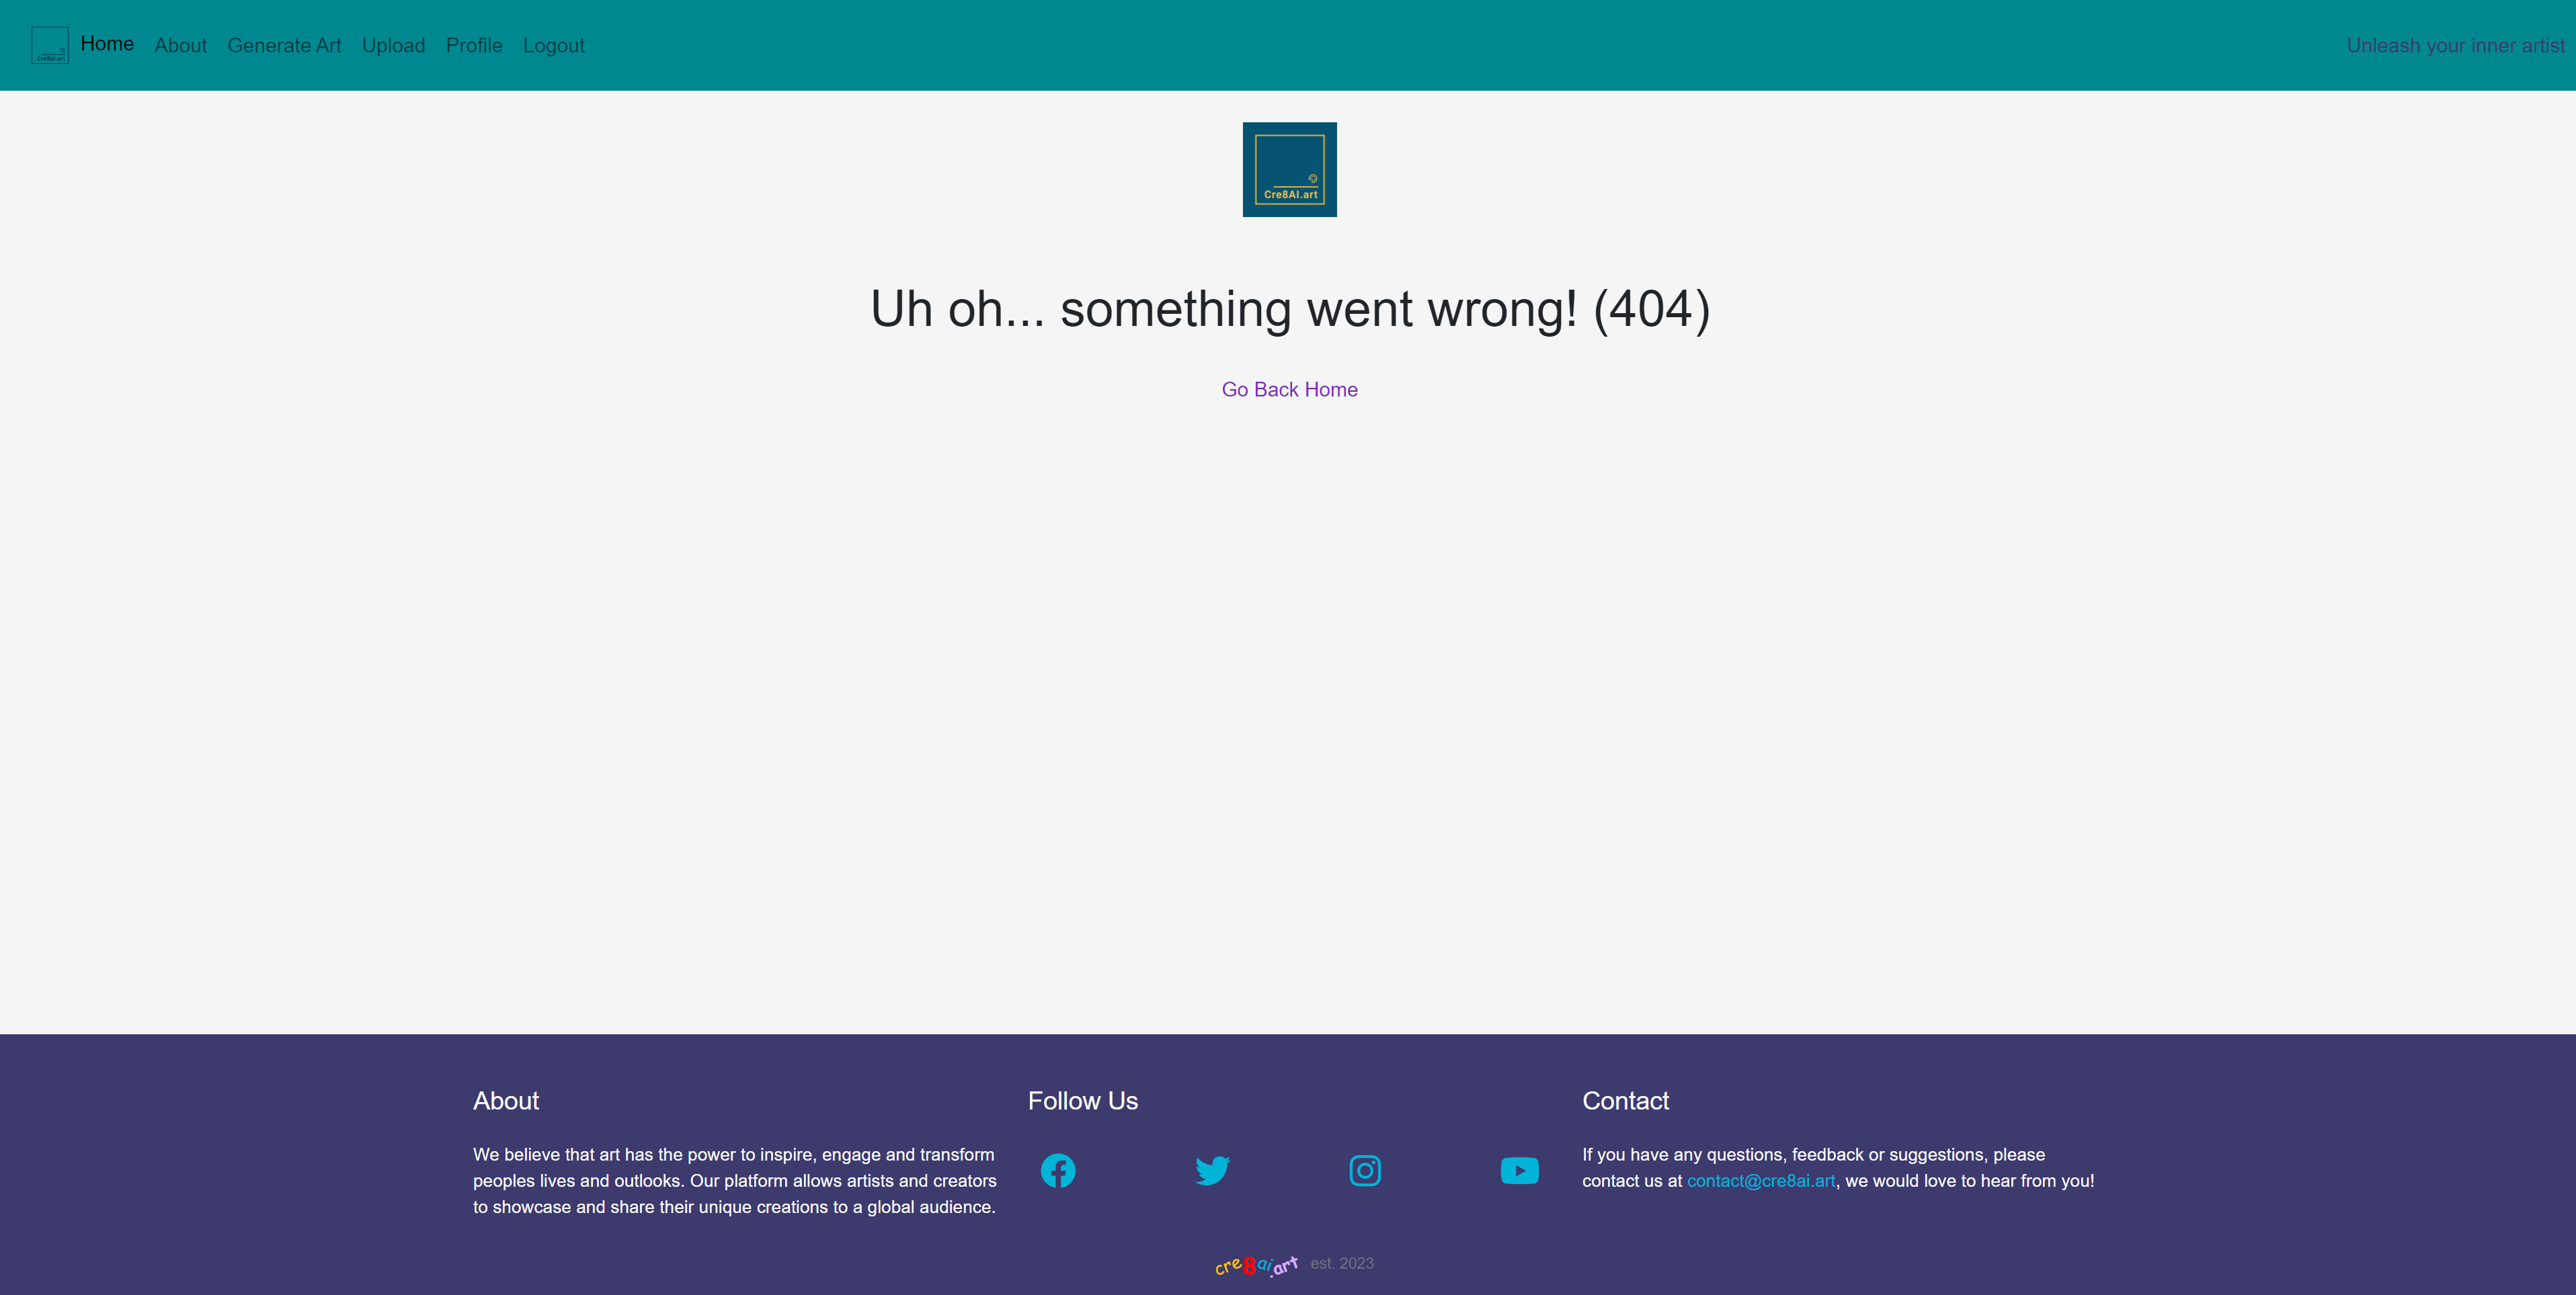 Cre8ai.art
Home
About
Generate Art
Upload
Profile
Logout
Unleash your inner artist
Cre8AI.art
Uh oh... something went wrong! (404)
Go Back Home
About
We believe that art has the power to inspire, engage and transform
peoples lives and outlooks. Our platform allows artists and creators
to showcase and share their unique creations to a global audience.
Follow Us
Contact
If you have any questions, feedback or suggestions, please
contact us at contact@cre8ai.art, we would love to hear from you!
cre8ai.art est. 2023